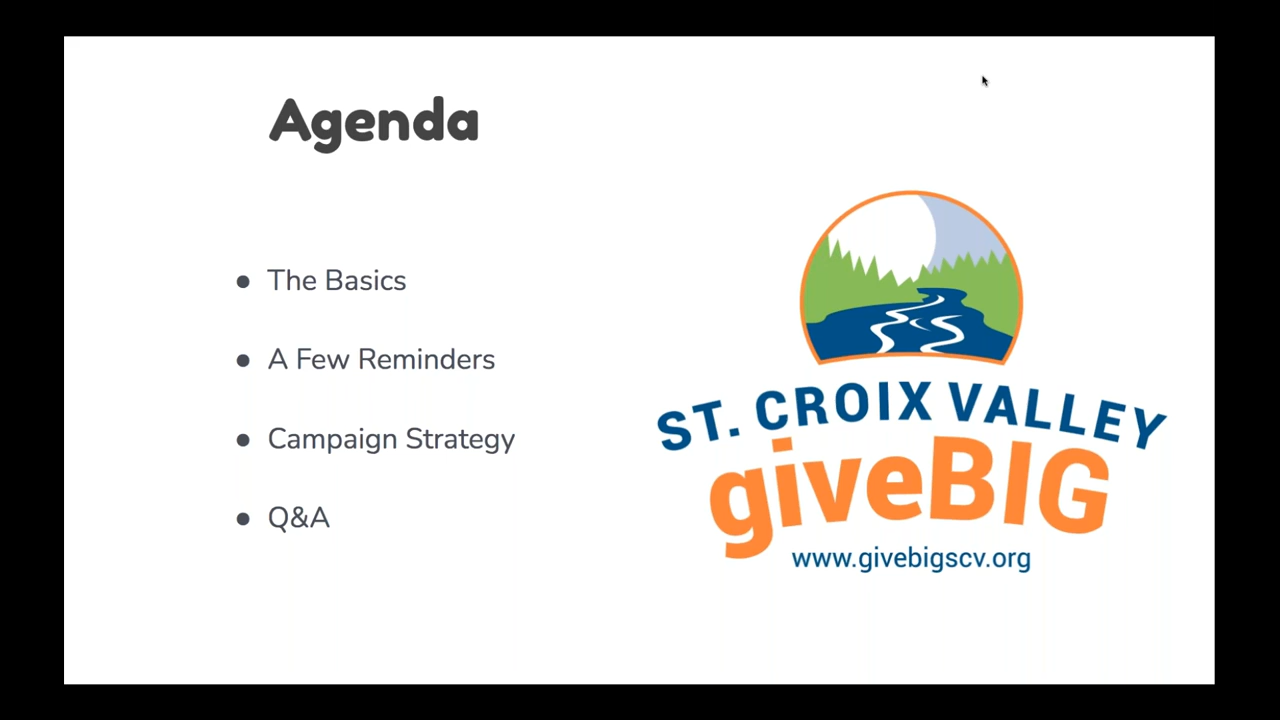 Agenda
● The Basics
● A Few Reminders
● Campaign Strategy
● Q&A
ST. CROIX VALLEY
giveBIG
www.givebigscv.org